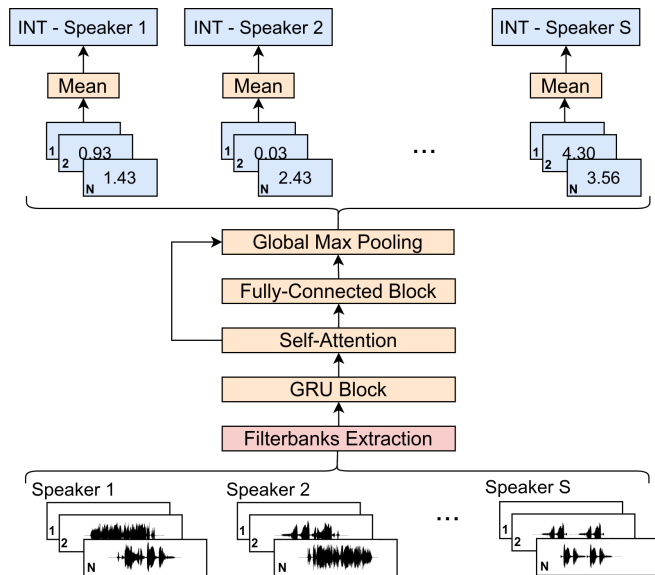 INT - Speaker 1 INT - Speaker 2 INT - Speaker S
Mean Mean Mean
1 1 1
2 0.93 2 0.03 2 4.30
N 1.43 N 2.43 N 3.56
...
Global Max Pooling
Fully-Connected Block
Self-Attention
GRU Block
Filterbanks Extraction
Speaker 1 Speaker 2 Speaker S
...
1 1 1
2 2 2
N N N